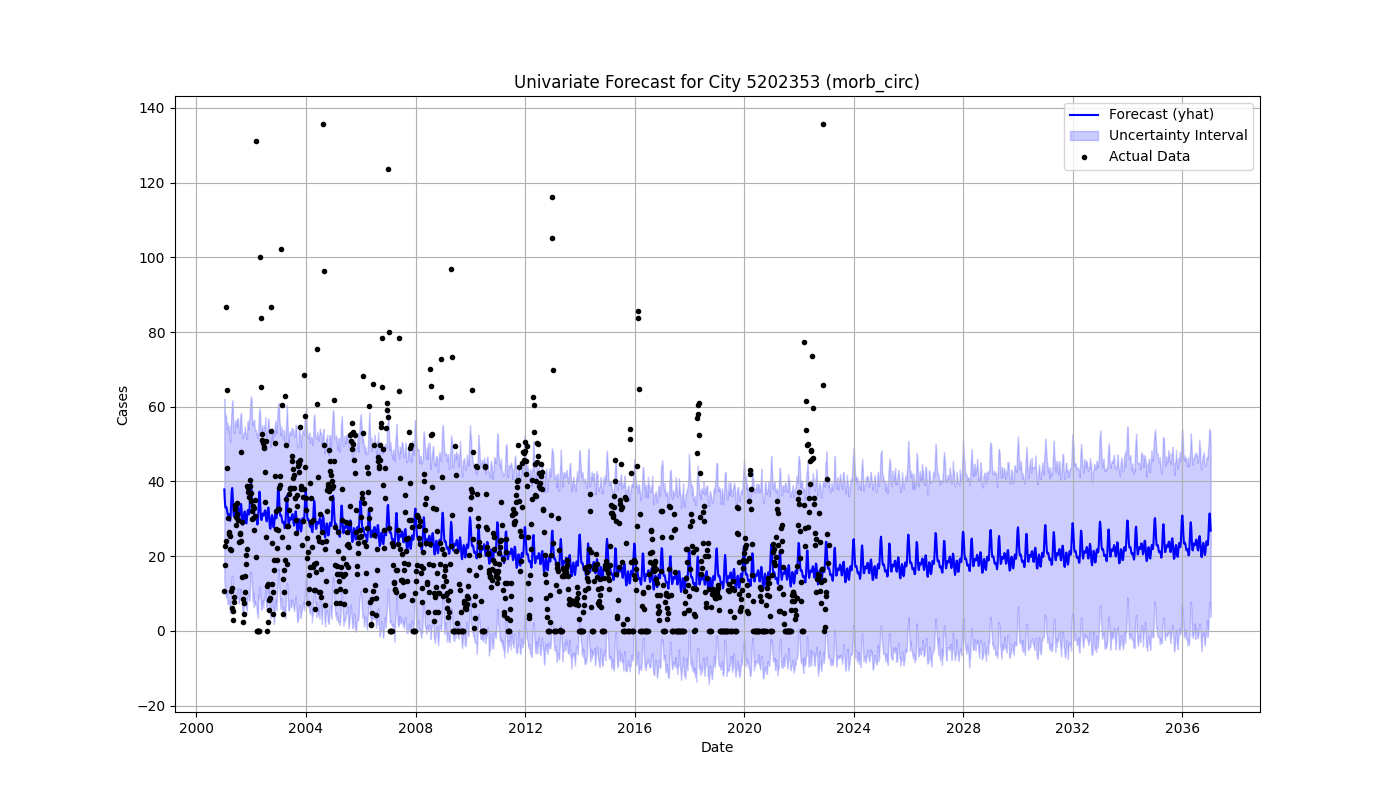 Univariate Forecast for City 5202353 (morb_circ)
Forecast (yhat)
Uncertainty Interval
Actual Data
Cases
140
120
100
80
60
40
20
0
−20
2000 2004 2008 2012 2016 2020 2024 2028 2032 2036
Date